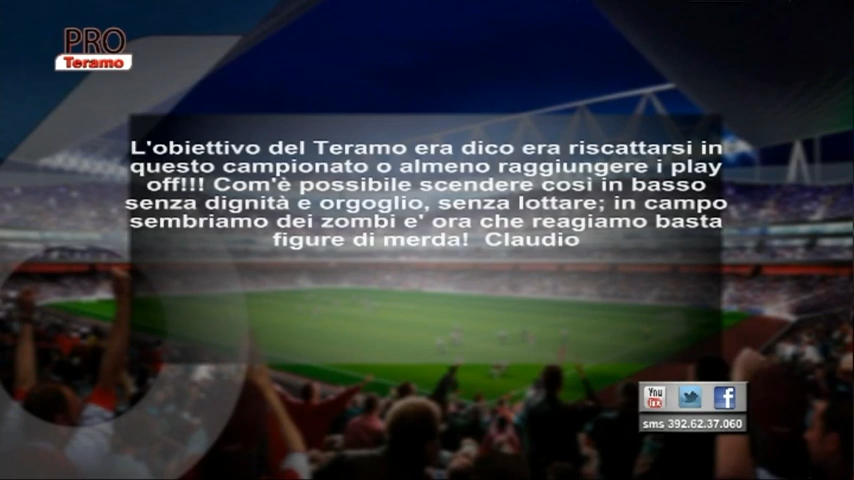 PRO
Teramo
L'obiettivo del Teramo era dico era riscattarsi in
questo campionato o almeno raggiungere i play
off!!! Com'è possibile scendere così in basso
senza dignità e orgoglio, senza lottare; in campo
sembriamo dei zombi e' ora che reagiamo basta
figure di merda!  Claudio
sms 392.62.37.060